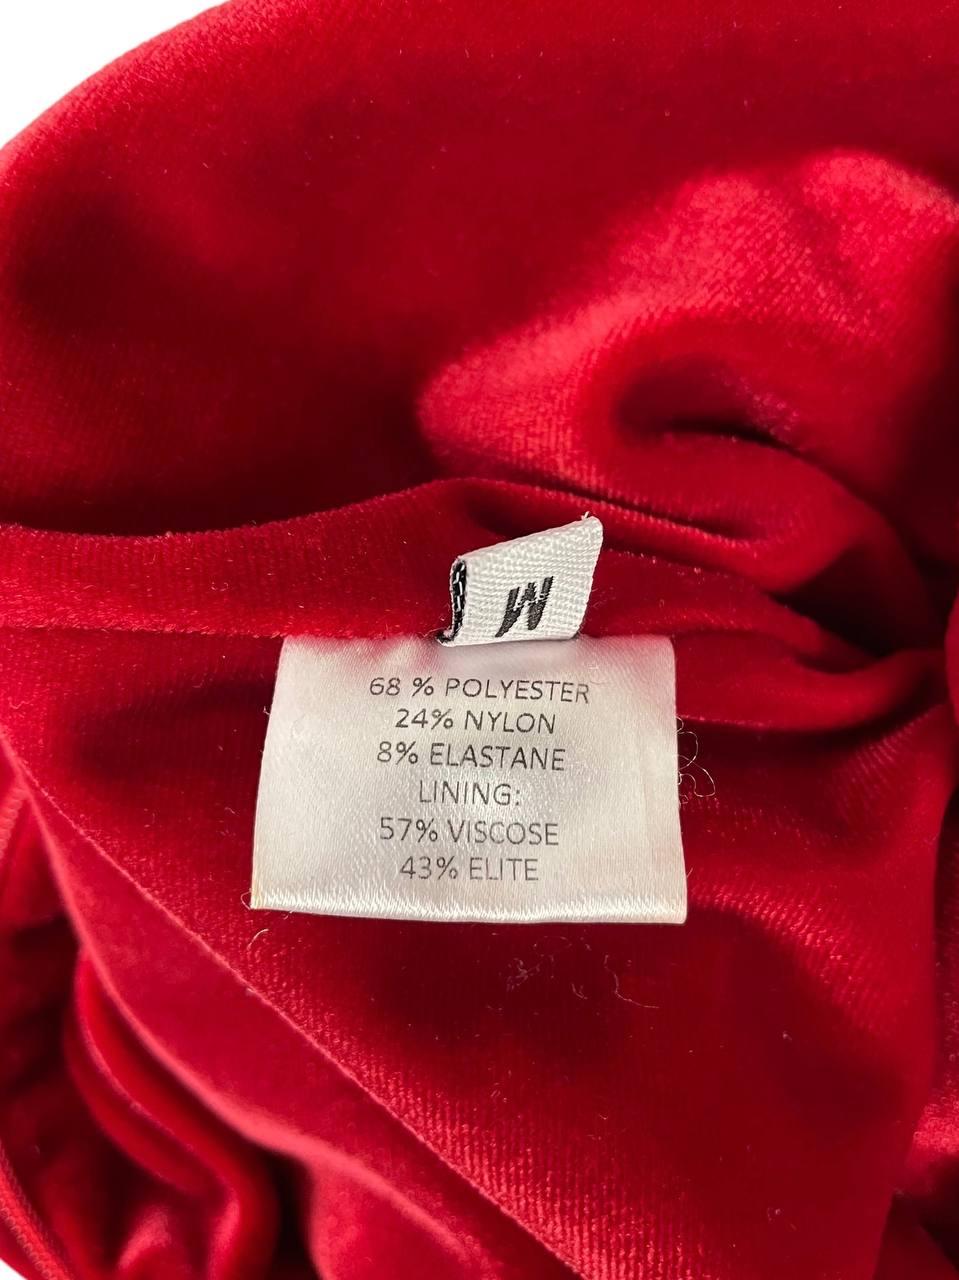 M
68 % POLYESTER
24% NYLON
8% ELASTANE
LINING:
57% VISCOSE
43% ELITE